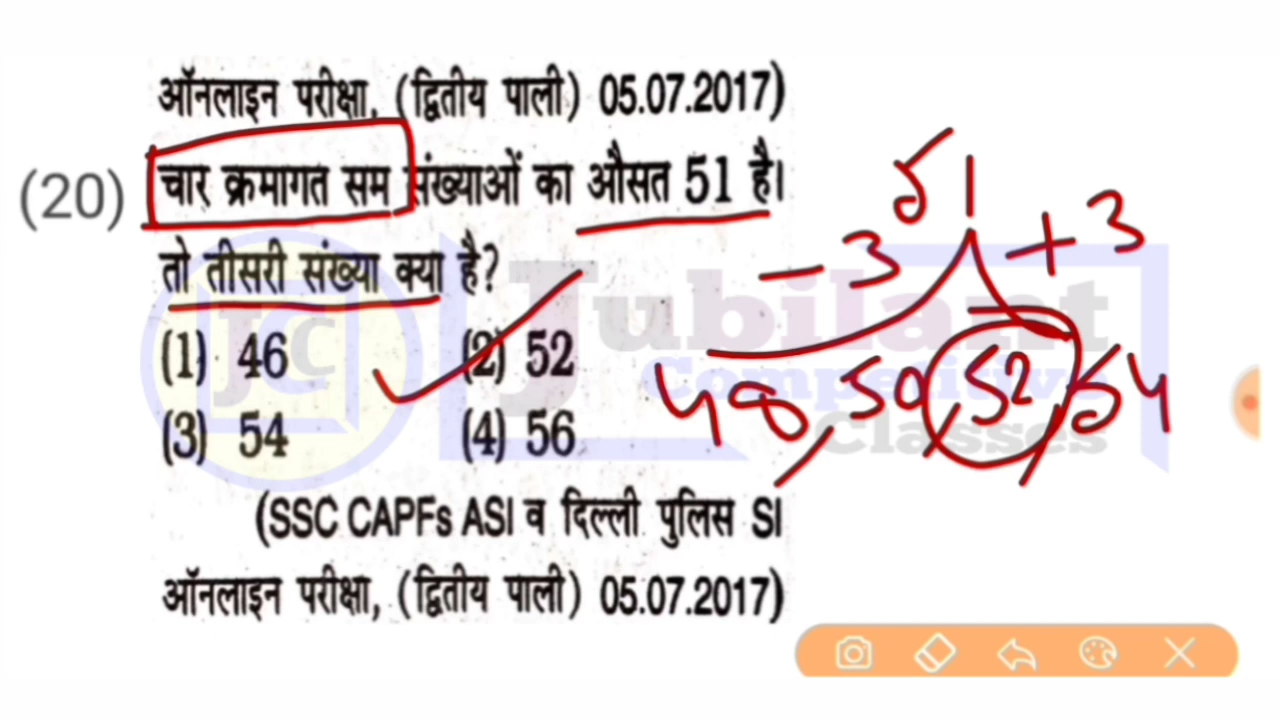 ऑनलाइन परीक्षा, (द्वितीय पाली) 05.07.2017)
(20) चार क्रमागत सम संख्याओं का औसत 51 है।
तो तीसरी संख्या क्या है?
(1) 46 (2) 52
(3) 54 (4) 56
(SSC CAPFs ASI व दिल्ली पुलिस SI
ऑनलाइन परीक्षा, (द्वितीय पाली) 05.07.2017)
51
-3 +3
48, 50, 52, 54
JC
Jubilant
Competitive
Classes